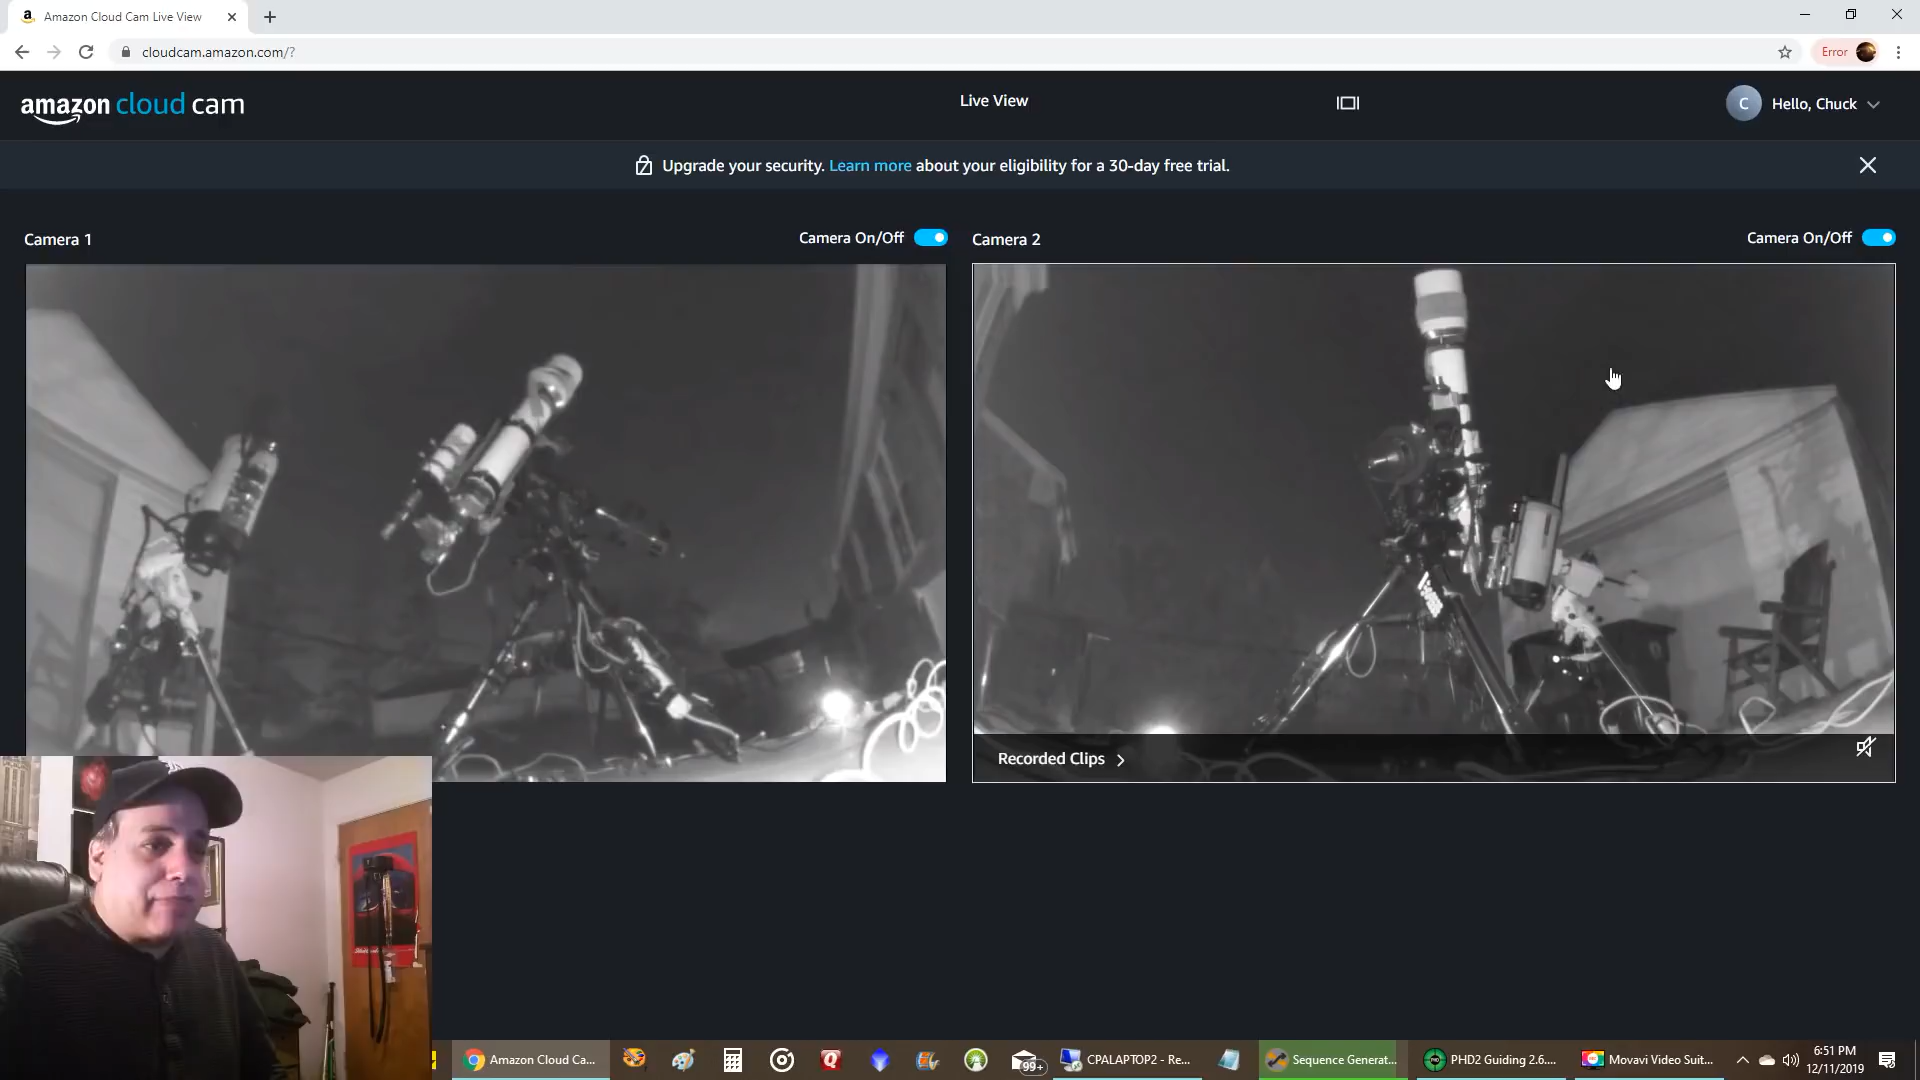 Amazon Cloud Cam Live View
cloudcam.amazon.com/?
Error
amazon cloud cam
Live View
C
Hello, Chuck
Upgrade your security. Learn more about your eligibility for a 30-day free trial.
Camera 1
Camera On/Off
Camera 2
Camera On/Off
Recorded Clips
Amazon Cloud Ca...
99+
CPALAPTOP2 - Re...
Sequence Generat...
PHD2 Guiding 2.6....
Movavi Video Suit...
6:51 PM
12/11/2019